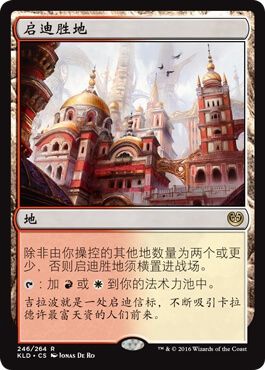 启迪胜地
地
除非由你操控的其他地数量为两个或更
少，否则启迪胜地须横置进战场。
：加或到你的法术力池中。
吉拉波就是一处启迪信标，不断吸引卡拉
德许最富天资的人们前来。
246/264 R
KLD • CS JONAS DE RO
™ & © 2016 Wizards of the Coast